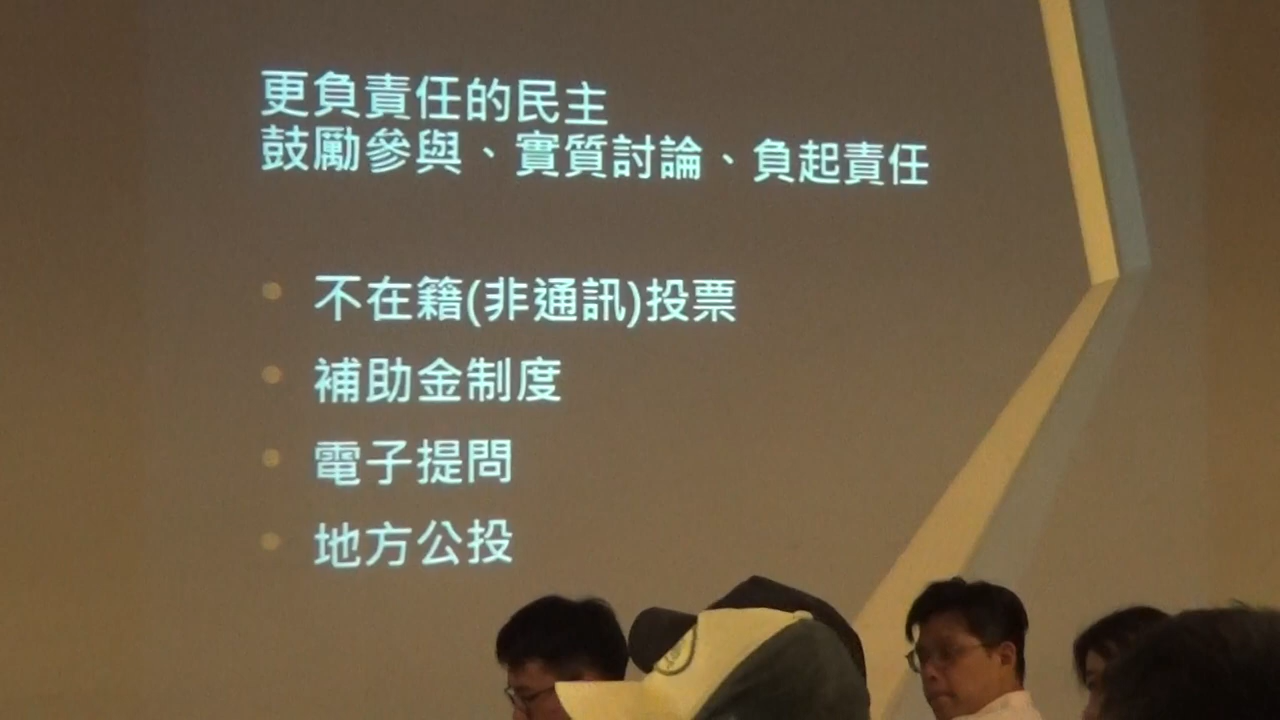 更負責任的民主
鼓勵參與、實質討論、負起責任
不在籍(非通訊)投票
補助金制度
電子提問
地方公投